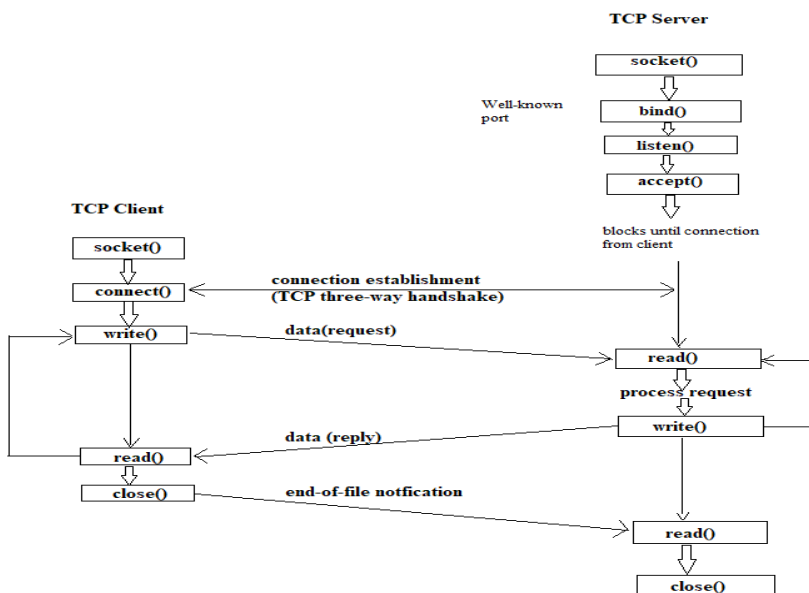 TCP Server
socket()
Well-known
port
bind()
listen()
accept()
blocks until connection
from client
TCP Client
socket()
connect()
connection establishment
(TCP three-way handshake)
write()
data(request)
read()
process request
write()
data (reply)
read()
close()
end-of-file notfication
read()
close()